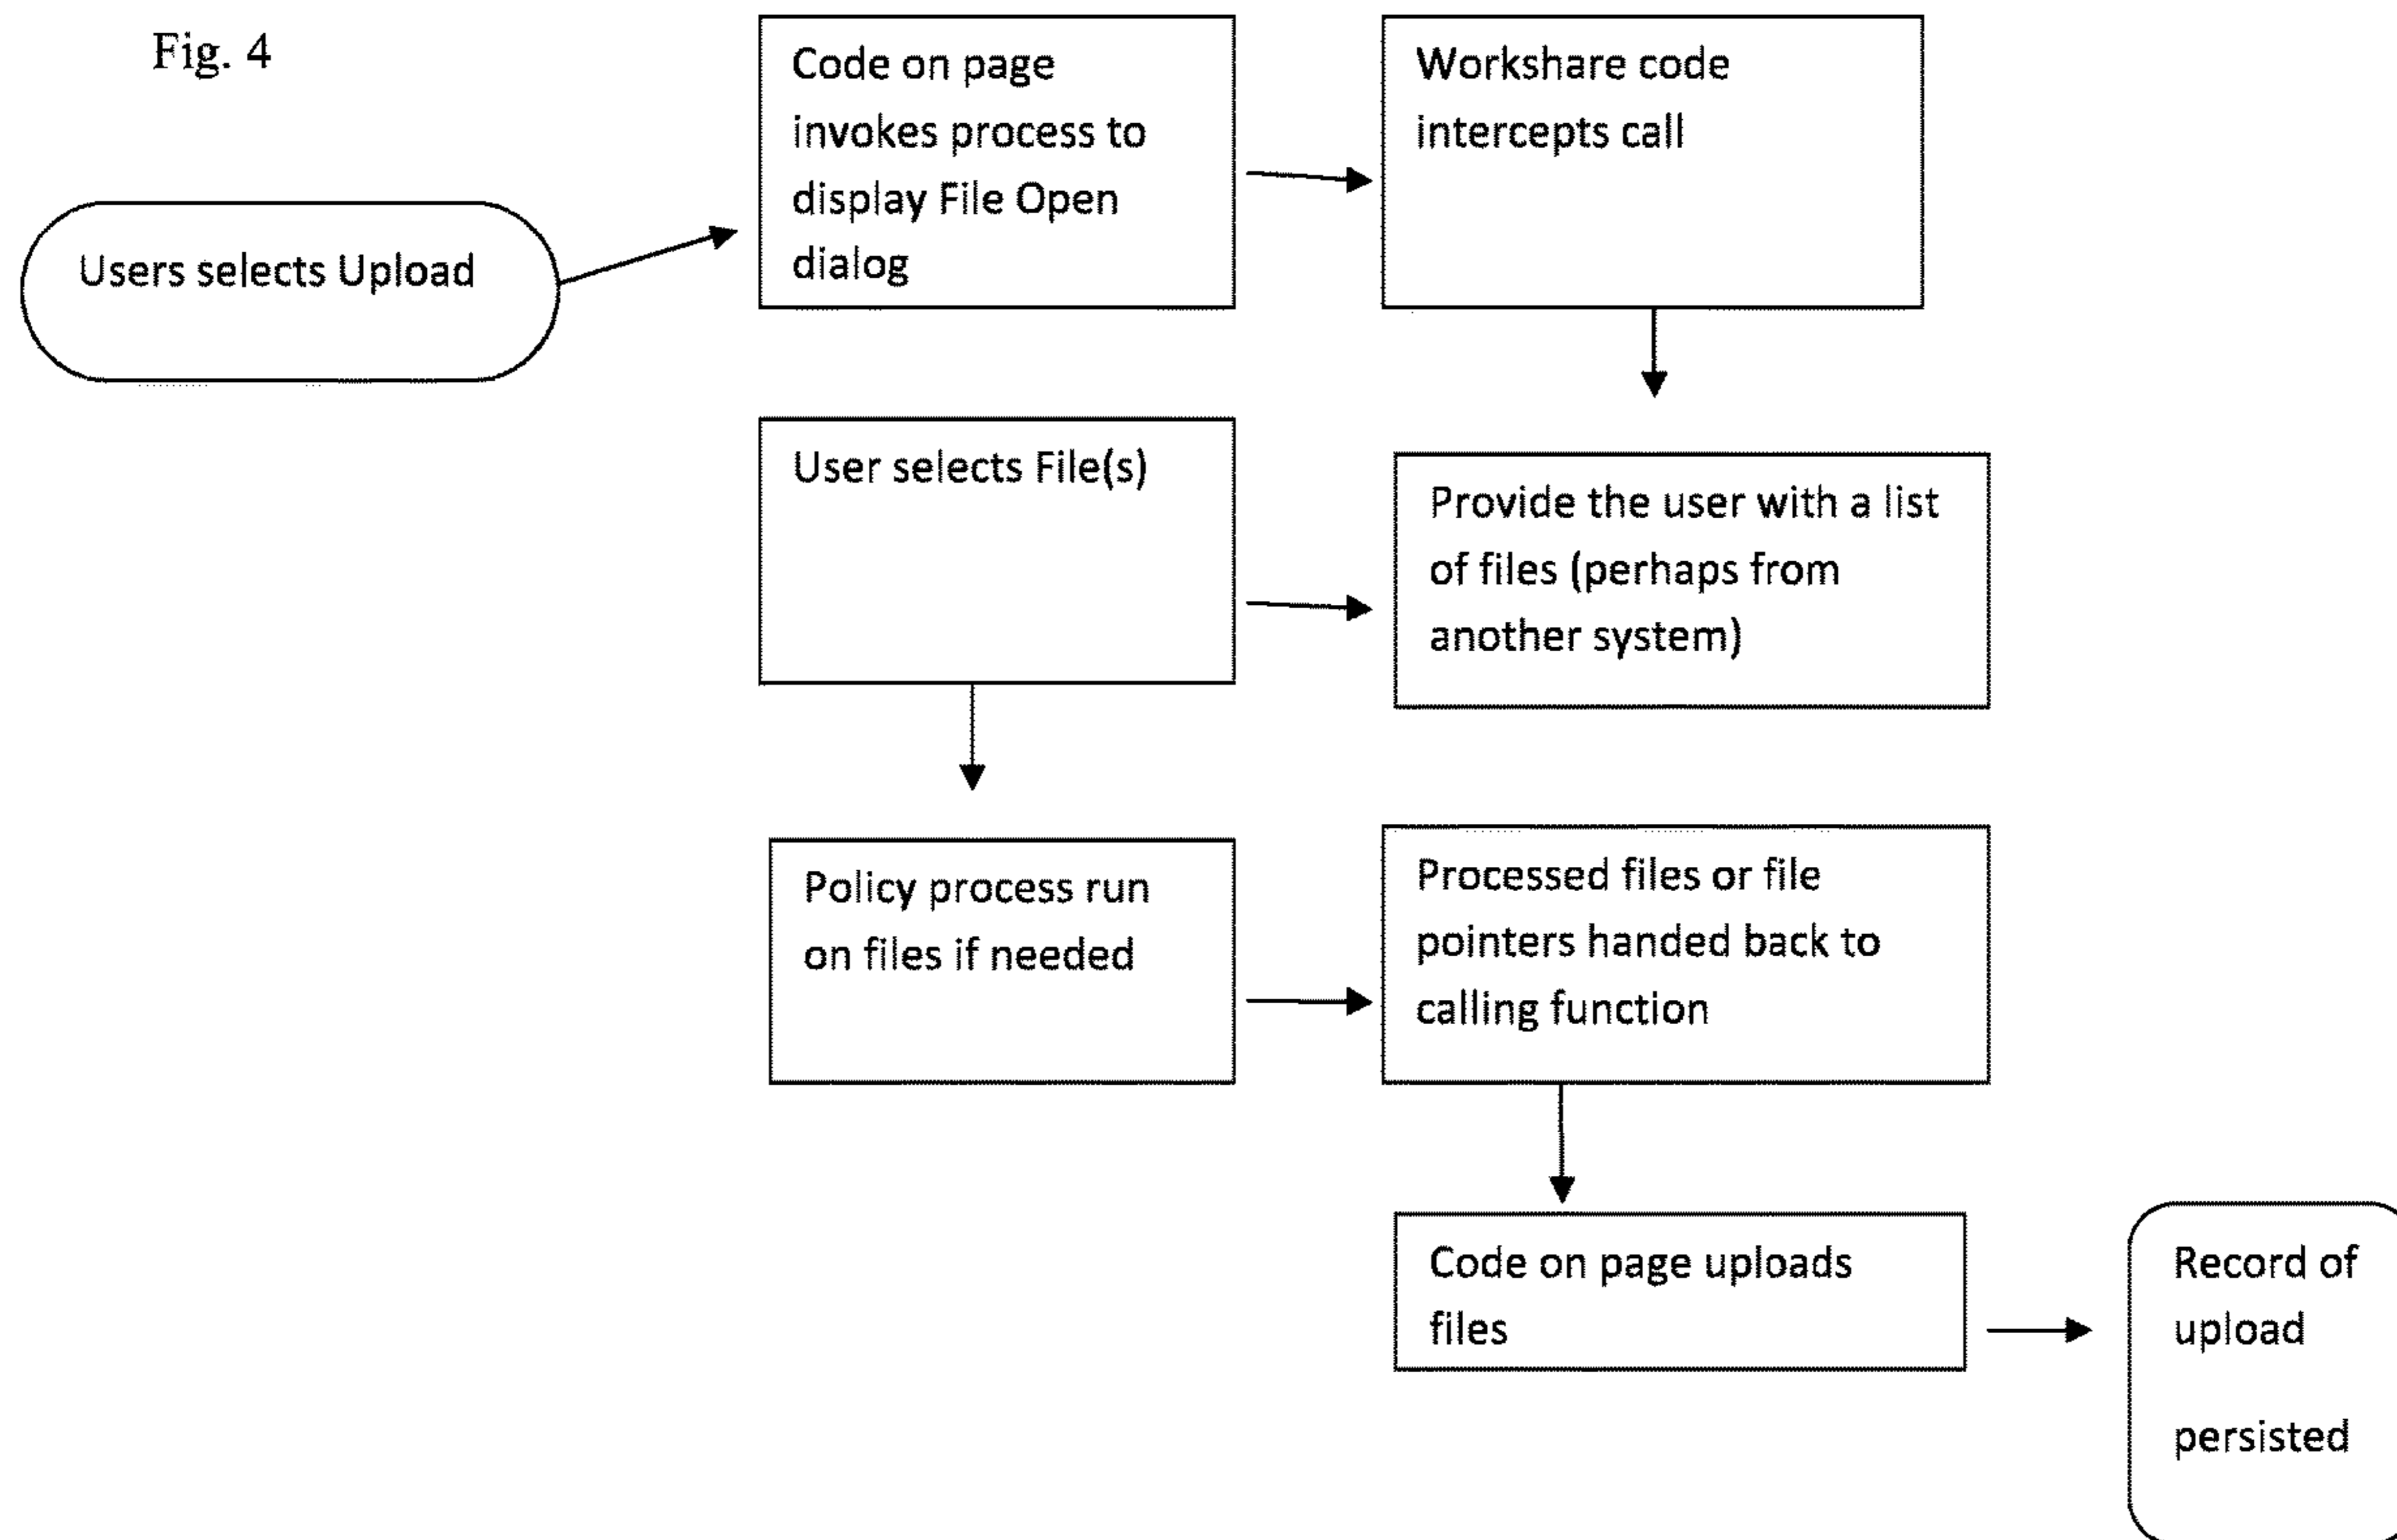 Fig. 4
Users selects Upload
Code on page
invokes process to
display File Open
dialog
Workshare code
intercepts call
User selects File(s)
Provide the user with a list
of files (perhaps from
another system)
Policy process run
on files if needed
Processed files or file
pointers handed back to
calling function
Code on page uploads
files
Record of
upload
persisted